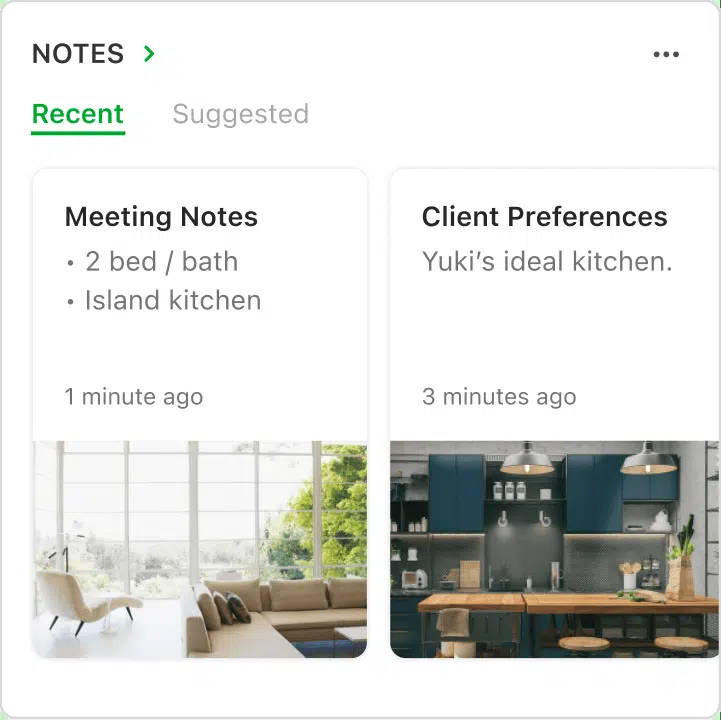 NOTES
Recent Suggested
Meeting Notes
• 2 bed / bath
• Island kitchen
1 minute ago
Client Preferences
Yuki’s ideal kitchen.
3 minutes ago